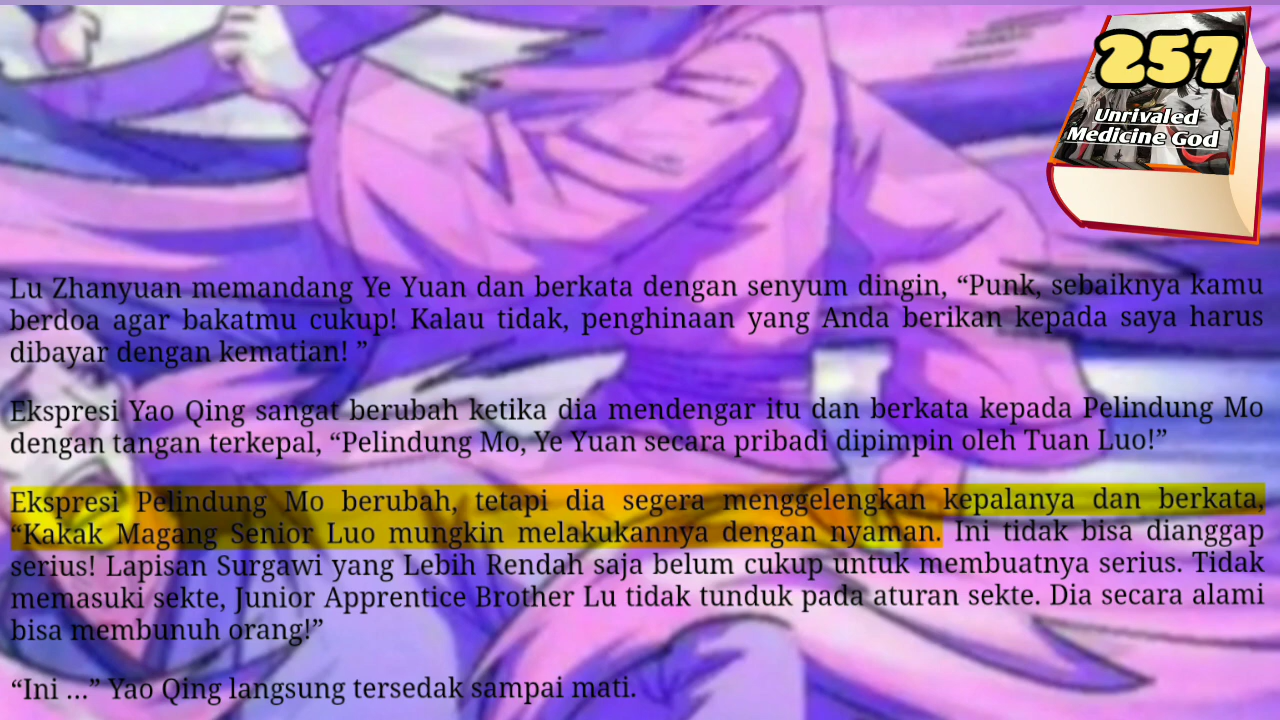 257
Unrivaled
Medicine God
Lu Zhanyuan memandang Ye Yuan dan berkata dengan senyum dingin, “Punk, sebaiknya kamu
berdoa agar bakatmu cukup! Kalau tidak, penghinaan yang Anda berikan kepada saya harus
dibayar dengan kematian! ”
Ekspresi Yao Qing sangat berubah ketika dia mendengar itu dan berkata kepada Pelindung Mo
dengan tangan terkepal, “Pelindung Mo, Ye Yuan secara pribadi dipimpin oleh Tuan Luo!”
Ekspresi Pelindung Mo berubah, tetapi dia segera menggelengkan kepalanya dan berkata,
“Kakak Magang Senior Luo mungkin melakukannya dengan nyaman. Ini tidak bisa dianggap
serius! Lapisan Surgawi yang Lebih Rendah saja belum cukup untuk membuatnya serius. Tidak
memasuki sekte, Junior Apprentice Brother Lu tidak tunduk pada aturan sekte. Dia secara alami
bisa membunuh orang!”
“Ini ...” Yao Qing langsung tersedak sampai mati.